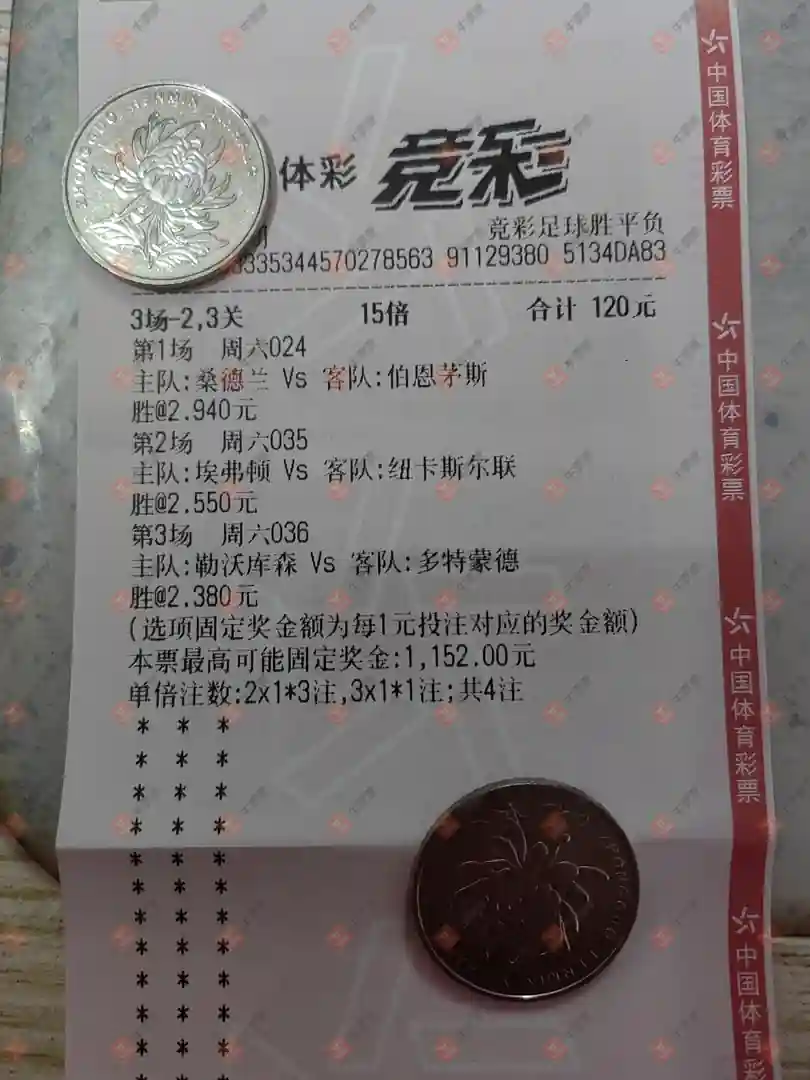 体彩 竞彩
竞彩足球胜平负
3335344570278563 91129380 5134DA83
3场-2,3关 15倍 合计 120元
第1场 周六024
主队:桑德兰 Vs 客队:伯恩茅斯
胜@2.940元
第2场 周六035
主队:埃弗顿 Vs 客队:纽卡斯尔联
胜@2.550元
第3场 周六036
主队:勒沃库森 Vs 客队:多特蒙德
胜@2.380元
(选项固定奖金额为每1元投注对应的奖金额)
本票最高可能固定奖金:1,152.00元
单倍注数:2x1*3注,3x1*1注;共4注
* * *
* * *
* * *
* * *
* * *
* * *
* * *
* * *
* * *
* * *
* * *
中国体育彩票
中国体育彩票
中国体育彩票
中国体育彩